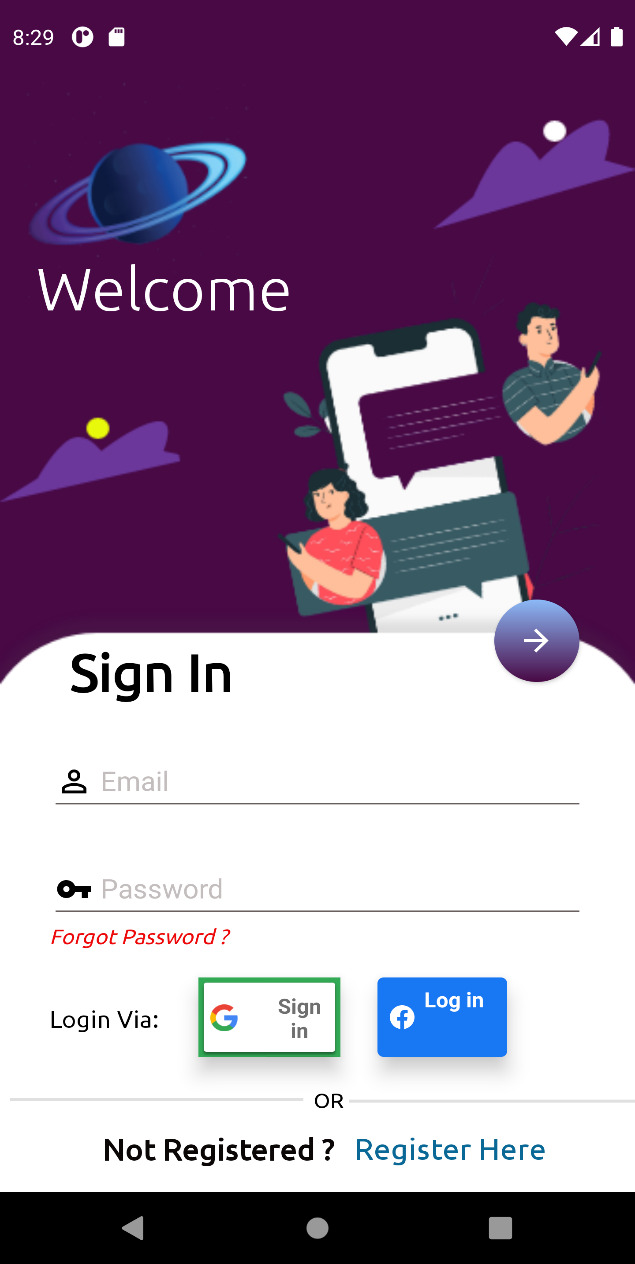 8:29
Welcome
Sign In
Email
Password
Forgot Password ?
Login Via:
Sign
in
Log in
OR
Not Registered ? Register Here